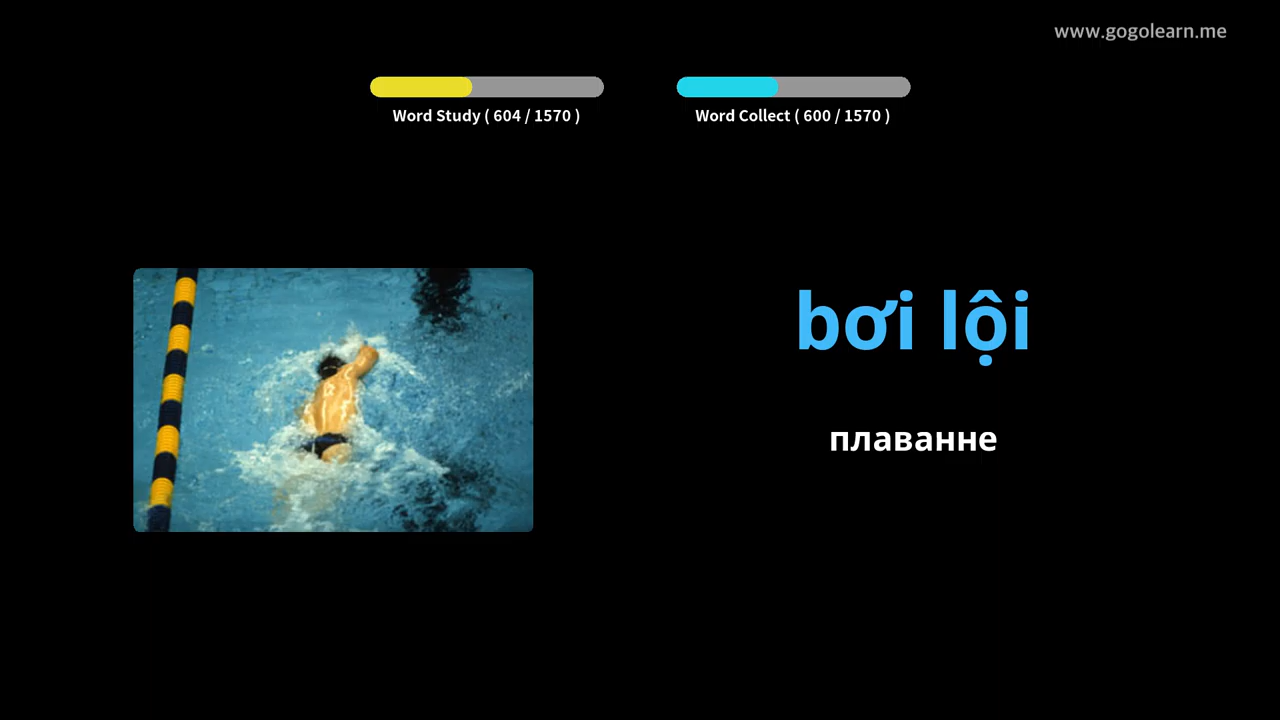 www.gogolearn.me
Word Study ( 604 / 1570 )
Word Collect ( 600 / 1570 )
bơi lội
плаванне